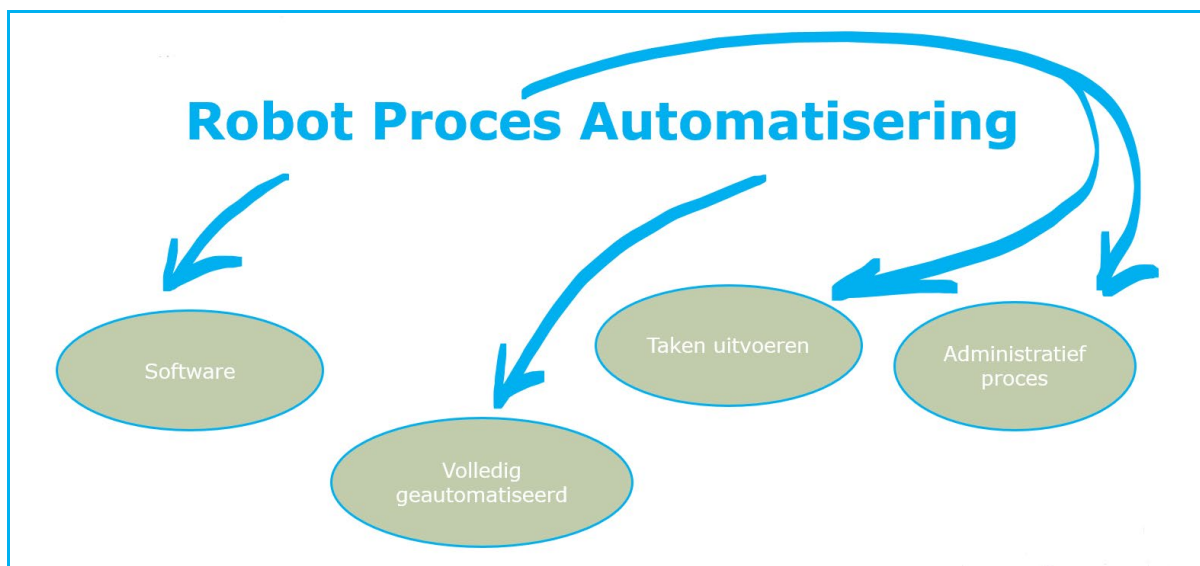 Robot Proces Automatisering
Software
Volledig
geautomatiseerd
Taken uitvoeren
Administratief
proces